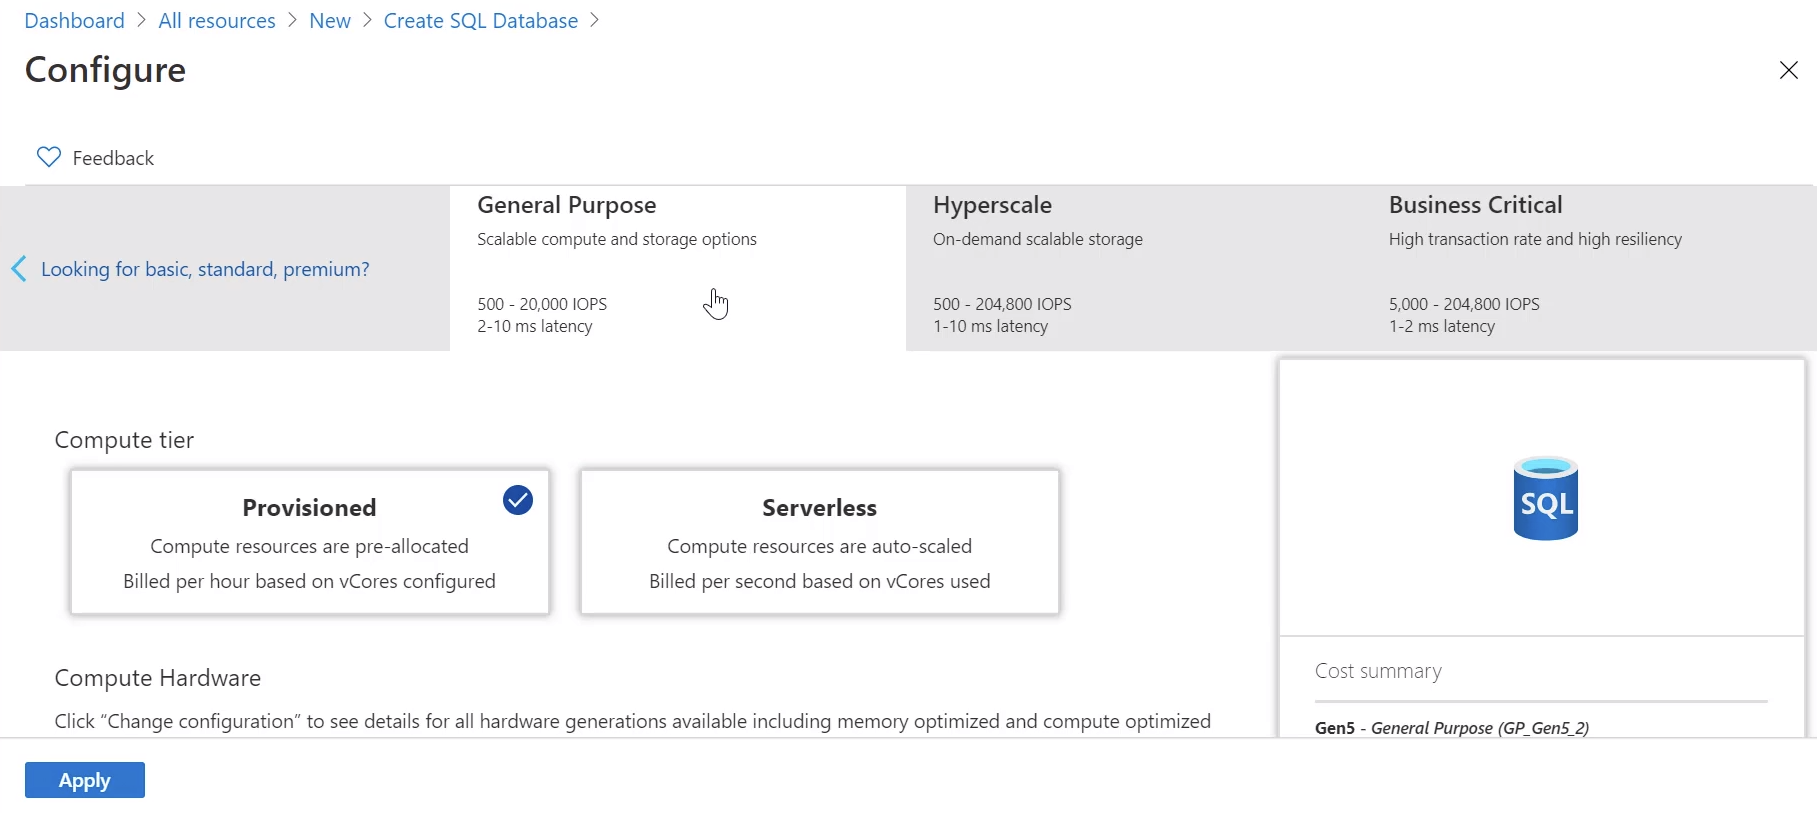 Dashboard > All resources > New > Create SQL Database >
Configure
Feedback
Looking for basic, standard, premium?
General Purpose
Scalable compute and storage options
500 - 20,000 IOPS
2-10 ms latency
Hyperscale
On-demand scalable storage
500 - 204,800 IOPS
1-10 ms latency
Business Critical
High transaction rate and high resiliency
5,000 - 204,800 IOPS
1-2 ms latency
Compute tier
Provisioned
Compute resources are pre-allocated
Billed per hour based on vCores configured
Serverless
Compute resources are auto-scaled
Billed per second based on vCores used
SQL
Compute Hardware
Click “Change configuration” to see details for all hardware generations available including memory optimized and compute optimized
Cost summary
Gen5 - General Purpose (GP_Gen5_2)
Apply